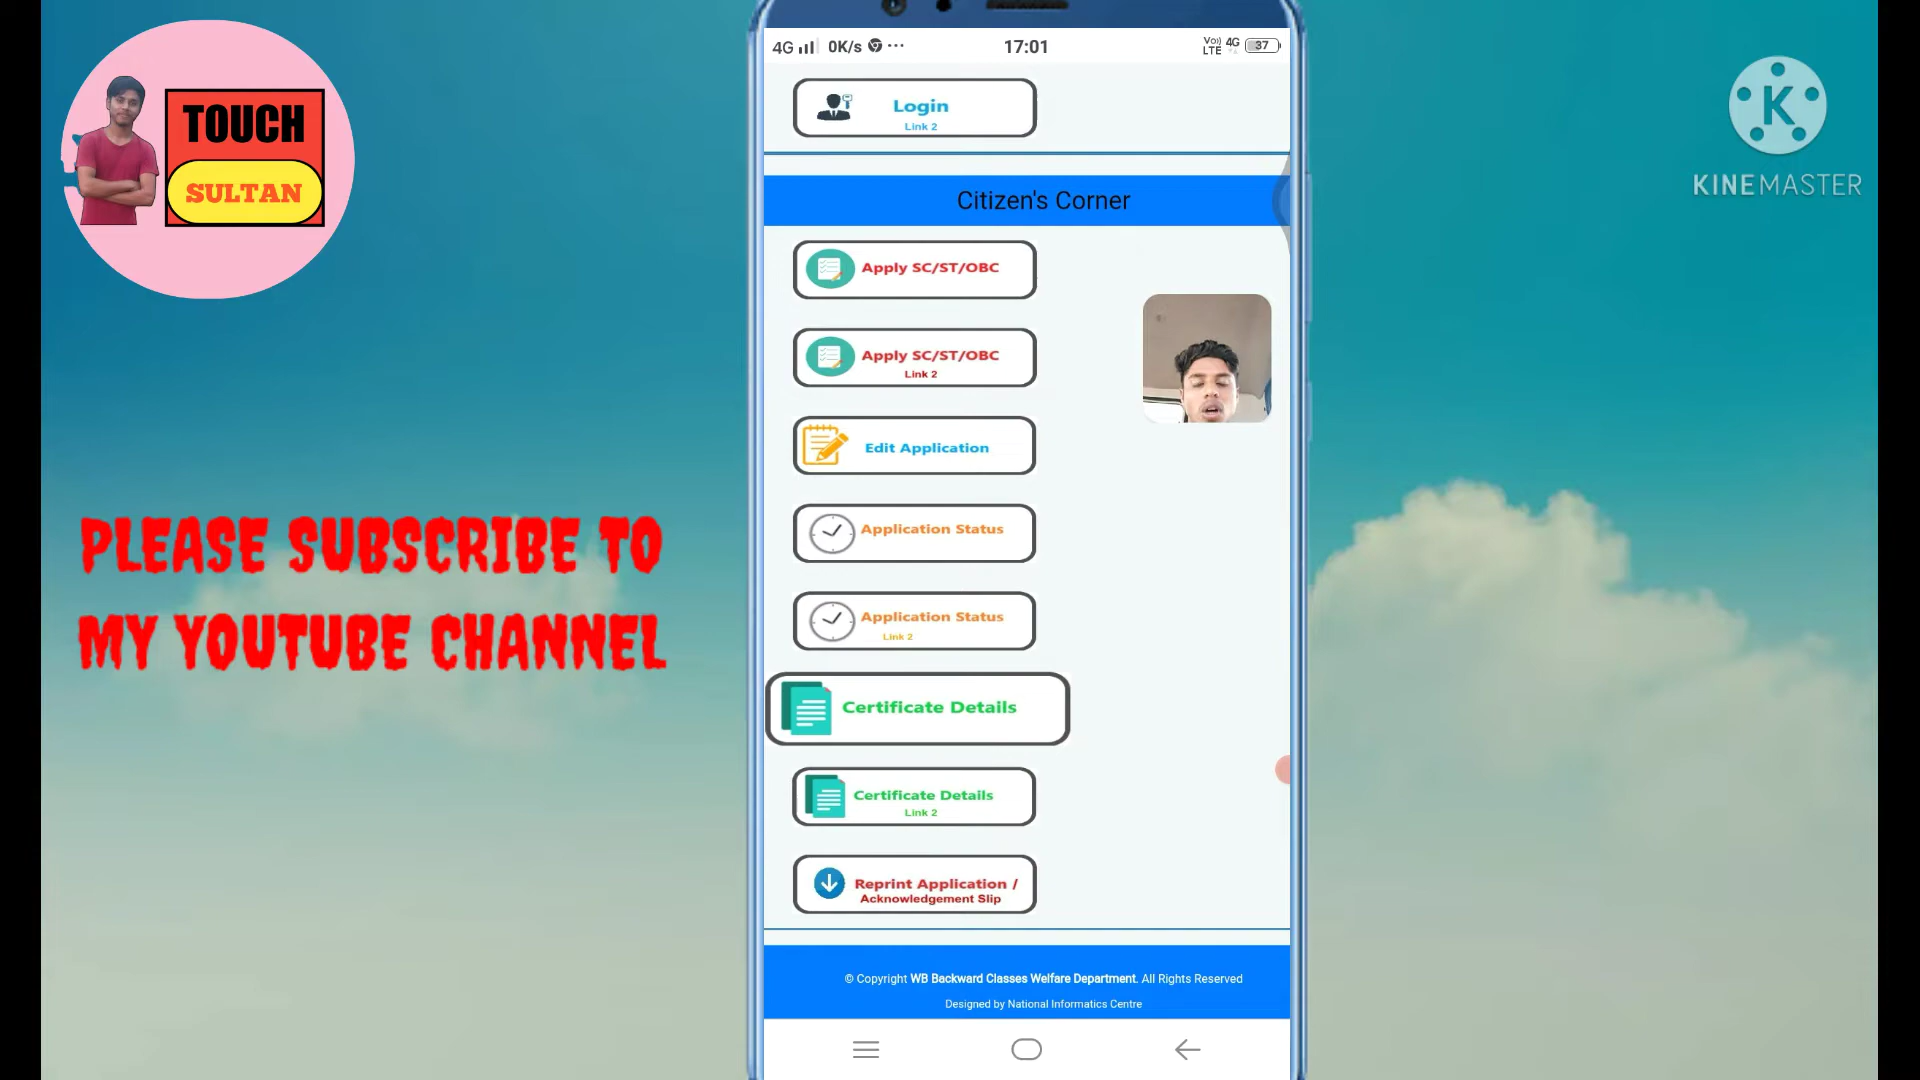 TOUCH
SULTAN
PLEASE SUBSCRIBE TO
MY YOUTUBE CHANNEL
4G 0K/s ··· 17:01 Vo)) LTE 4G 37
Login
Link 2
Citizen's Corner
Apply SC/ST/OBC
Apply SC/ST/OBC
Link 2
Edit Application
Application Status
Application Status
Link 2
Certificate Details
Certificate Details
Link 2
Reprint Application /
Acknowledgement Slip
© Copyright WB Backward Classes Welfare Department. All Rights Reserved
Designed by National Informatics Centre
K
KINEMASTER